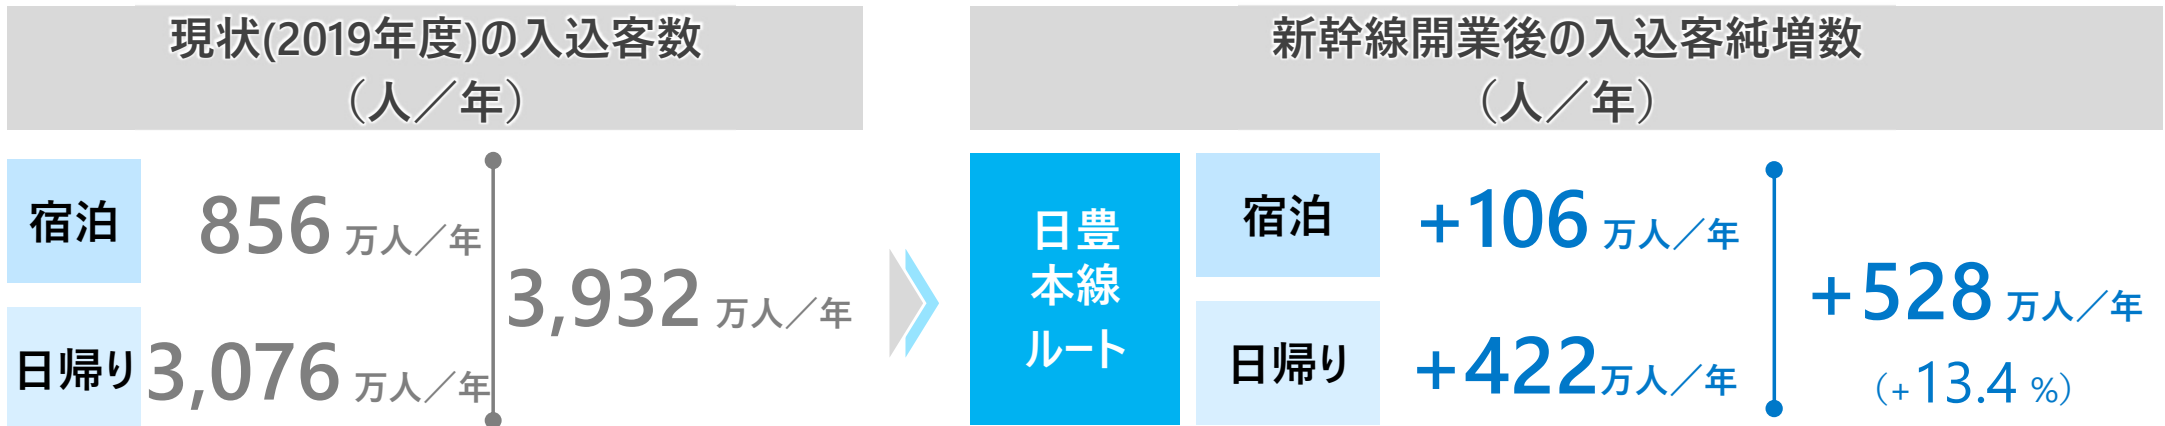 現状(2019年度)の入込客数
（人／年）
宿泊
856 万人／年
日帰り
3,076 万人／年
3,932 万人／年
新幹線開業後の入込客純増数
（人／年）
日豊
本線
ルート
宿泊
+106 万人／年
日帰り
+422万人／年
+528 万人／年
（+13.4 %）